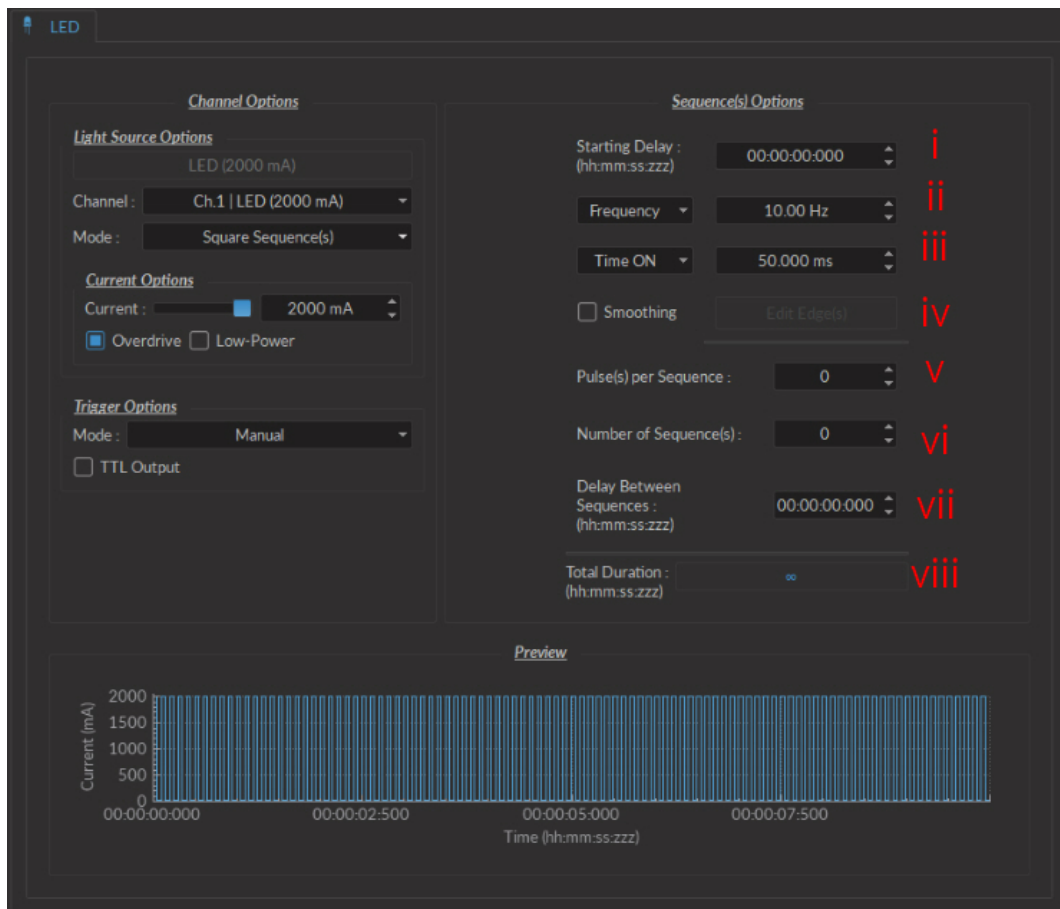 LED
Channel Options
Light Source Options
LED (2000 mA)
Channel : Ch.1 | LED (2000 mA)
Mode : Square Sequence(s)
Current Options
Current : 2000 mA
Overdrive Low-Power
Trigger Options
Mode : Manual
TTL Output
Sequence(s) Options
Starting Delay :
(hh:mm:ss:zzz) 00:00:00:000 i
Frequency 10.00 Hz ii
Time ON 50.000 ms iii
Smoothing Edit Edge(s) iv
Pulse(s) per Sequence : 0 v
Number of Sequence(s) : 0 vi
Delay Between
Sequences : 00:00:00:000 vii
(hh:mm:ss:zzz)
Total Duration : ∞ viii
(hh:mm:ss:zzz)
Preview
Current (mA)
2000
1500
1000
500
0
00:00:00:000 00:00:02:500 00:00:05:000 00:00:07:500
Time (hh:mm:ss:zzz)